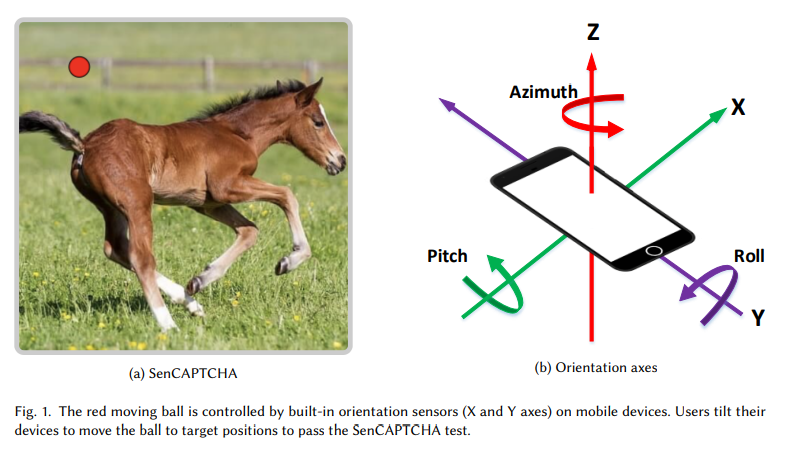 Z
Azimuth
X
Pitch
Roll
Y
(a) SenCAPTCHA
(b) Orientation axes
Fig. 1. The red moving ball is controlled by built-in orientation sensors (X and Y axes) on mobile devices. Users tilt their
devices to move the ball to target positions to pass the SenCAPTCHA test.